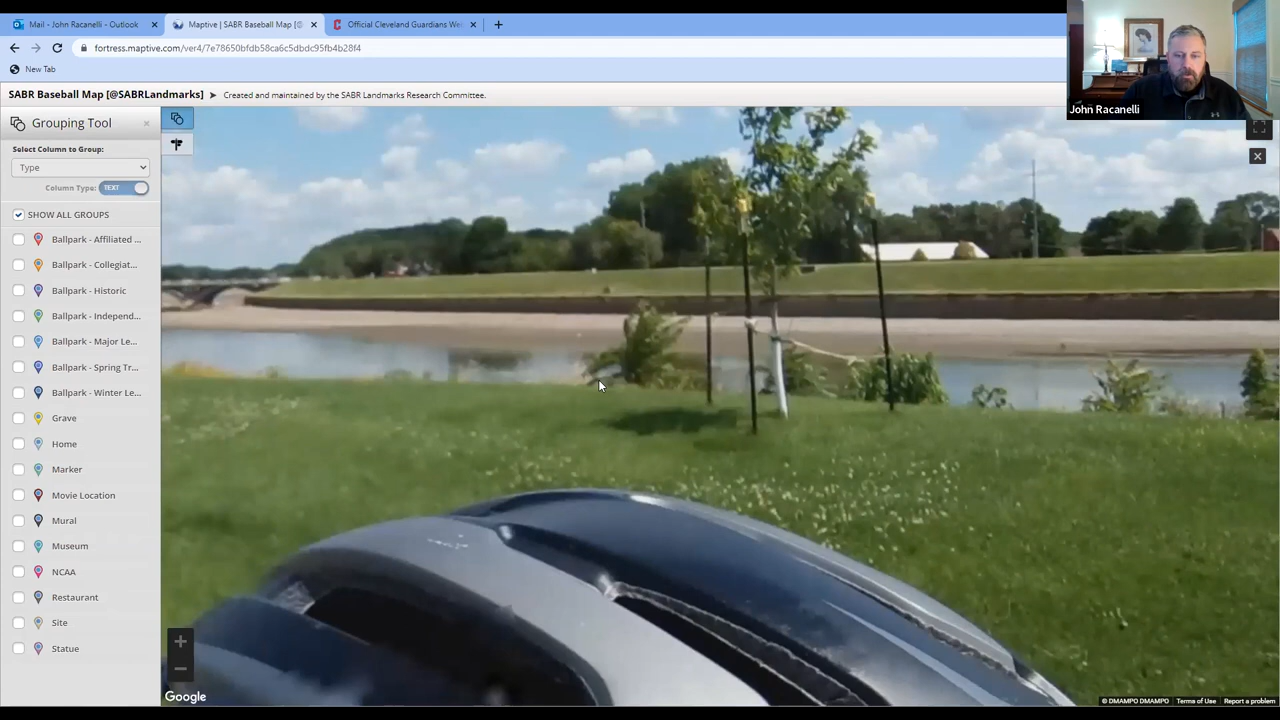 Mail - John Racanelli - Outlook
Maptive | SABR Baseball Map [@
Official Cleveland Guardians We
fortress.maptive.com/ver4/7e78650bfdb58ca6c5dbdc95fb4b28f4
New Tab
John Racanelli
SABR Baseball Map [@SABRLandmarks] ➤ Created and maintained by the SABR Landmarks Research Committee.
Grouping Tool
Select Column to Group:
Type
Column Type: TEXT
SHOW ALL GROUPS
Ballpark - Affiliated ...
Ballpark - Collegiat...
Ballpark - Historic
Ballpark - Independ...
Ballpark - Major Le...
Ballpark - Spring Tr...
Ballpark - Winter Le...
Grave
Home
Marker
Movie Location
Mural
Museum
NCAA
Restaurant
Site
Statue
Google
© DMAMPO DMAMPO Terms of Use Report a problem